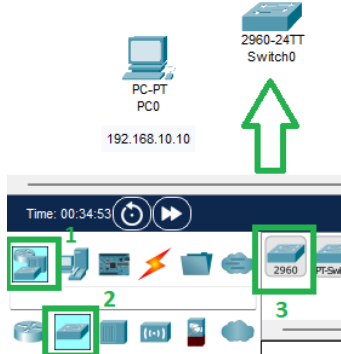 2960-24TT
Switch0
PC-PT
PC0
192.168.10.10
Time: 00:34:53
1
2960
PT-Swi
2
3